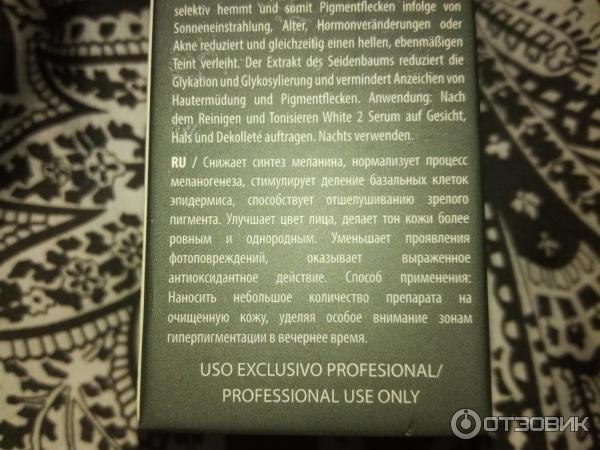 selektiv hemmt und somit Pigmentflecken infolge von
Sonneneinstrahlung, Alter, Hormonveränderungen oder
Akne reduziert und gleichzeitig einen hellen, ebenmäßigen
Teint verleiht. Der Extrakt des Seidenbaums reduziert die
Glykation und Glykosylierung und vermindert Anzeichen von
Hautermüdung und Pigmentflecken. Anwendung: Nach
dem Reinigen und Tonisieren White 2 Serum auf Gesicht,
Hals und Dekolleté auftragen. Nachts verwenden.
RU / Снижает синтез меланина, нормализует процесс
меланогенеза, стимулирует деление базальных клеток
эпидермиса, способствует отшелушиванию зрелого
пигмента. Улучшает цвет лица, делает тон кожи более
ровным и однородным. Уменьшает проявления
фотоповреждений, оказывает выраженное
антиоксидантное действие. Способ применения:
Наносить небольшое количество препарата на
очищенную кожу, уделяя особое внимание зонам
гиперпигментации в вечернее время.
USO EXCLUSIVO PROFESIONAL/
PROFESSIONAL USE ONLY
ОТЗОВИК